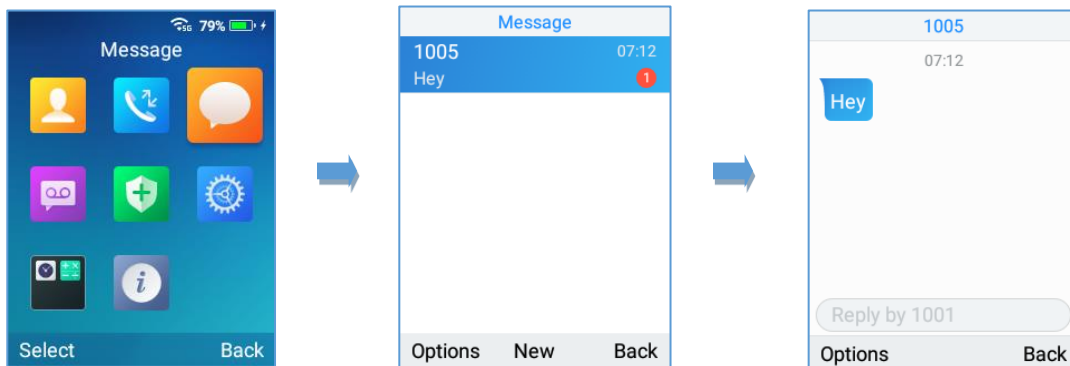 5G 79%
Message
Select Back
Message
1005 07:12
Hey 1
Options New Back
1005
07:12
Hey
Reply by 1001
Options Back